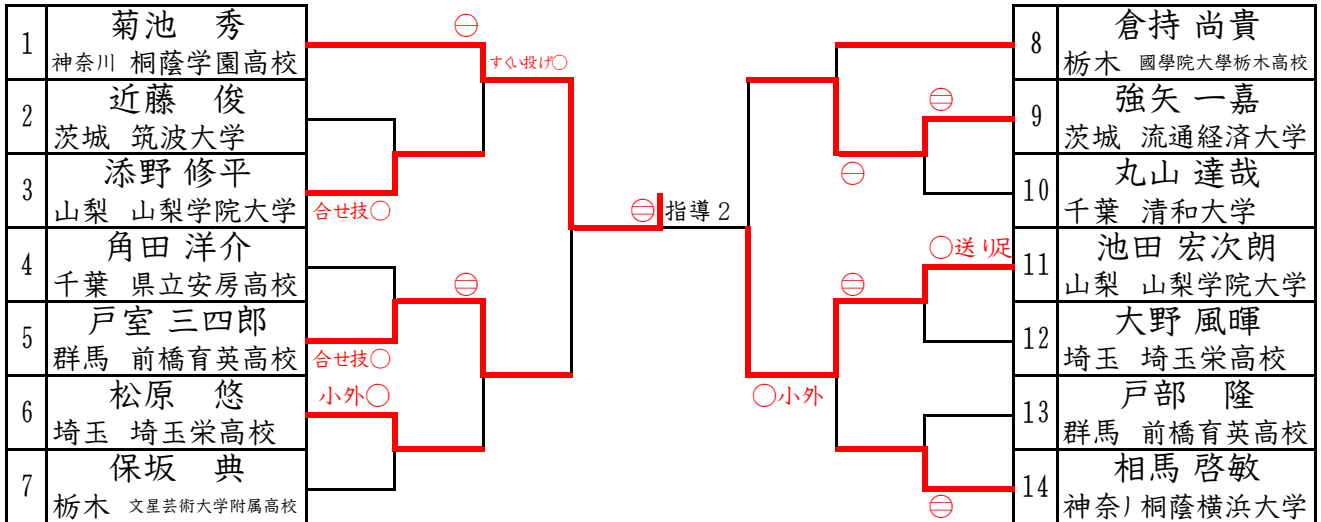 1
菊池 秀
神奈川 桐蔭学園高校
2
近藤 俊
茨城 筑波大学
3
添野 修平
山梨 山梨学院大学
4
角田 洋介
千葉 県立安房高校
5
戸室 三四郎
群馬 前橋育英高校
6
松原 悠
埼玉 埼玉栄高校
7
保坂 典
栃木 文星芸術大学附属高校
すくい投げ○
合せ技○
合せ技○
小外○
指導2
○送り足
○小外
8
倉持 尚貴
栃木 國學院大學栃木高校
9
強矢 一嘉
茨城 流通経済大学
10
丸山 達哉
千葉 清和大学
11
池田 宏次朗
山梨 山梨学院大学
12
大野 風暉
埼玉 埼玉栄高校
13
戸部 隆
群馬 前橋育英高校
14
相馬 啓敏
神奈川 桐蔭横浜大学